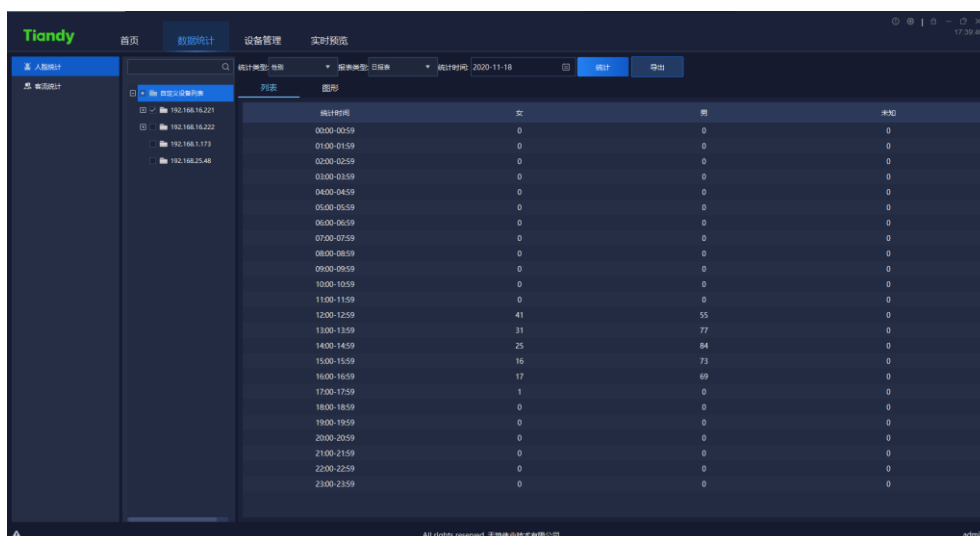 Tiandy
首页 数据统计 设备管理 实时预览
17:39
人脸统计
客流统计
统计类型: 性别 报表类型: 日报表 统计时间: 2020-11-18 统计 导出
列表 图形
自定义设备列表
192.168.16.221
192.168.16.222
192.168.1.173
192.168.25.48
统计时间 女 男 未知
00:00-00:59 0 0 0
01:00-01:59 0 0 0
02:00-02:59 0 0 0
03:00-03:59 0 0 0
04:00-04:59 0 0 0
05:00-05:59 0 0 0
06:00-06:59 0 0 0
07:00-07:59 0 0 0
08:00-08:59 0 0 0
09:00-09:59 0 0 0
10:00-10:59 0 0 0
11:00-11:59 0 0 0
12:00-12:59 41 55 0
13:00-13:59 31 77 0
14:00-14:59 25 84 0
15:00-15:59 16 73 0
16:00-16:59 17 69 0
17:00-17:59 1 0 0
18:00-18:59 0 0 0
19:00-19:59 0 0 0
20:00-20:59 0 0 0
21:00-21:59 0 0 0
22:00-22:59 0 0 0
23:00-23:59 0 0 0
All rights reserved 天地伟业技术有限公司